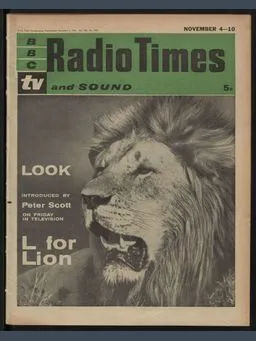 NOVEMBER 4—10
BBC
Radio Times
tv and SOUND
5D
LOOK
INTRODUCED BY
Peter Scott
ON FRIDAY
IN TELEVISION
L for
Lion